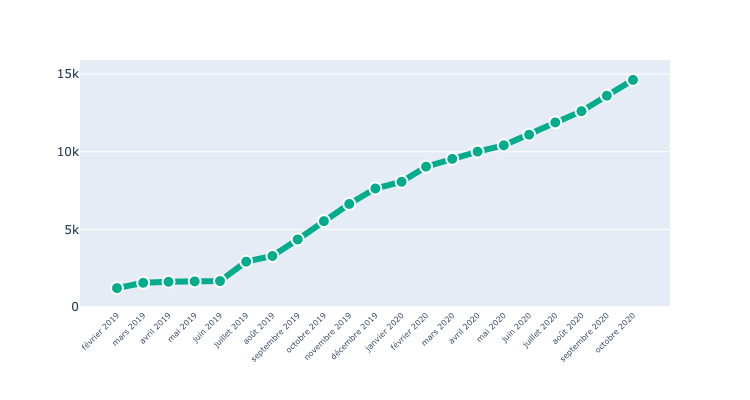 15k
10k
5k
0
février 2019
mars 2019
avril 2019
mai 2019
juin 2019
juillet 2019
août 2019
septembre 2019
octobre 2019
novembre 2019
décembre 2019
janvier 2020
février 2020
mars 2020
avril 2020
mai 2020
juin 2020
juillet 2020
août 2020
septembre 2020
octobre 2020